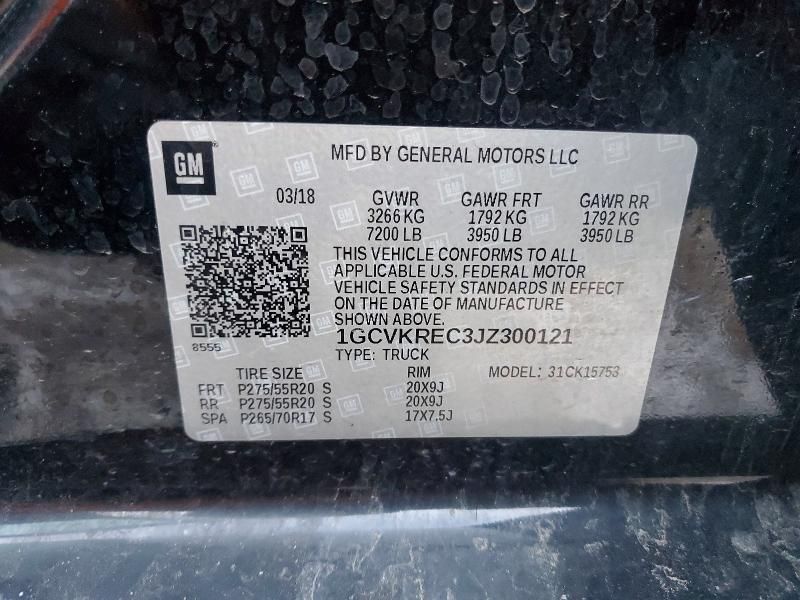 GM
MFD BY GENERAL MOTORS LLC
03/18 GVWR GAWR FRT GAWR RR
3266 KG 1792 KG 1792 KG
7200 LB 3950 LB 3950 LB
THIS VEHICLE CONFORMS TO ALL
APPLICABLE U.S. FEDERAL MOTOR
VEHICLE SAFETY STANDARDS IN EFFECT
ON THE DATE OF MANUFACTURE
SHOWN ABOVE.
1GCVKREC3JZ300121
8555
TYPE: TRUCK
TIRE SIZE RIM MODEL: 31CK15753
FRT P275/55R20 S 20X9J
RR P275/55R20 S 20X9J
SPA P265/70R17 S 17X7.5J